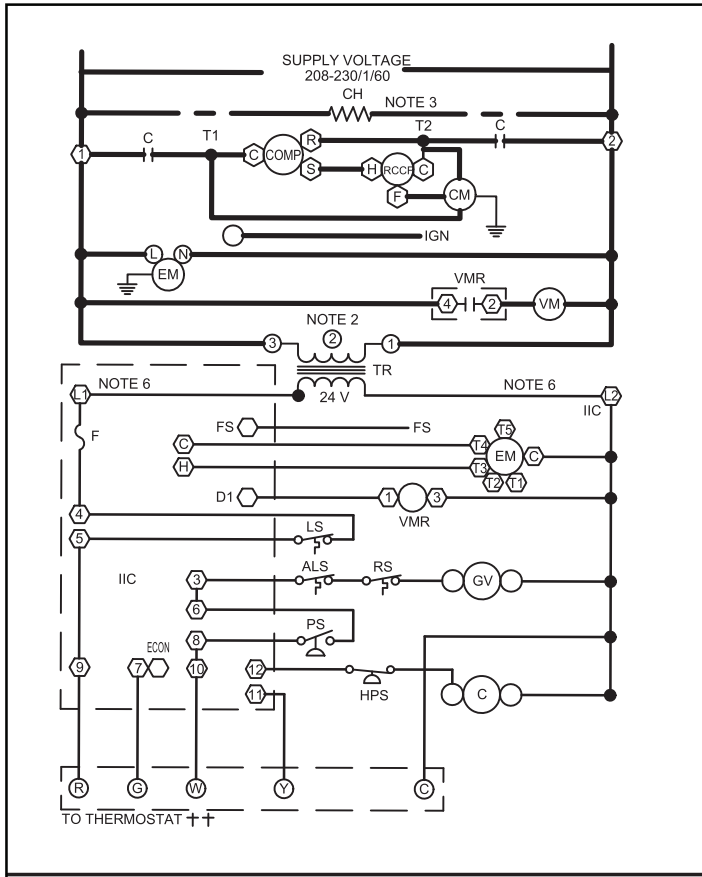 SUPPLY VOLTAGE
208-230/1/60
CH
NOTE 3
C
T1
T2
C
1
C
COMP
R
S
H
RCCF
C
F
CM
2
IGN
L
N
EM
VMR
4
2
VM
NOTE 2
3
2
1
TR
L1
NOTE 6
24 V
NOTE 6
L2
IIC
F
FS
FS
C
H
T5
T4
EM
C
T3
T2
T1
D1
1
3
VMR
4
5
LS
IIC
3
ALS
RS
GV
6
PS
8
ECON
9
7
10
12
HPS
C
11
R
G
W
Y
C
TO THERMOSTAT ††